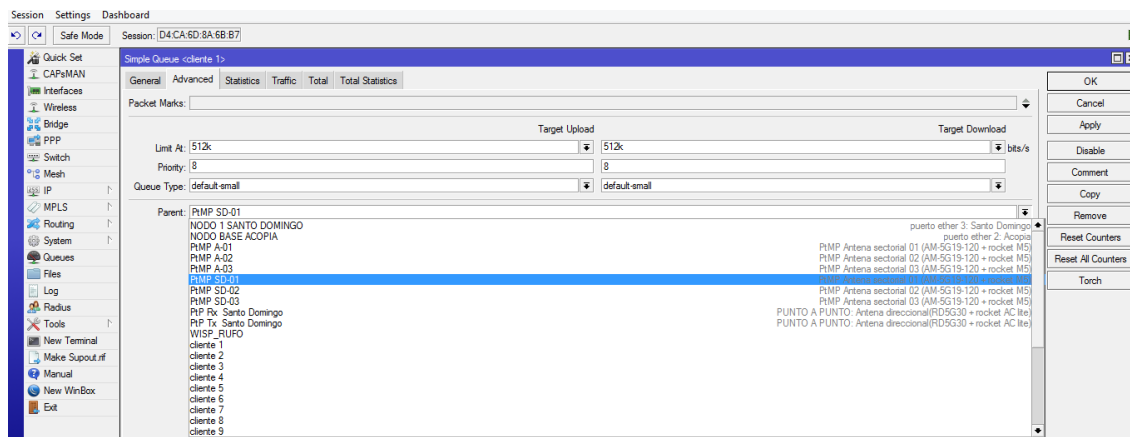 Session Settings Dashboard
Safe Mode Session: D4:CA:6D:8A:6B:B7
Quick Set
CAPsMAN
Interfaces
Wireless
Bridge
PPP
Switch
Mesh
IP
MPLS
Routing
System
Queues
Files
Log
Radius
Tools
New Terminal
Make Supout.rif
Manual
New WinBox
Exit
Simple Queue <cliente 1>
General Advanced Statistics Traffic Total Total Statistics
Packet Marks:
Target Upload Target Download
Limit At: 512k 512k bits/s
Priority: 8 8
Queue Type: default-small default-small
Parent: PtMP SD-01
NODO 1 SANTO DOMINGO puerto ether 3: Santo Domingo
NODO BASE ACOPIA puerto ether 2: Acopia
PtMP A-01 PtMP Antena sectorial 01 (AM-5G19-120 + rocket M5)
PtMP A-02 PtMP Antena sectorial 02 (AM-5G19-120 + rocket M5)
PtMP A-03 PtMP Antena sectorial 03 (AM-5G19-120 + rocket M5)
PtMP SD-01 PtMP Antena sectorial 01 (AM-5G19-120 + rocket M5)
PtMP SD-02 PtMP Antena sectorial 02 (AM-5G19-120 + rocket M5)
PtMP SD-03 PtMP Antena sectorial 03 (AM-5G19-120 + rocket M5)
PtP Rx Santo Domingo PUNTO A PUNTO: Antena direccional(RD5G30 + rocket AC lite)
PtP Tx Santo Domingo PUNTO A PUNTO: Antena direccional(RD5G30 + rocket AC lite)
WISP_RUFO
cliente 1
cliente 2
cliente 3
cliente 4
cliente 5
cliente 6
cliente 7
cliente 8
cliente 9
OK
Cancel
Apply
Disable
Comment
Copy
Remove
Reset Counters
Reset All Counters
Torch